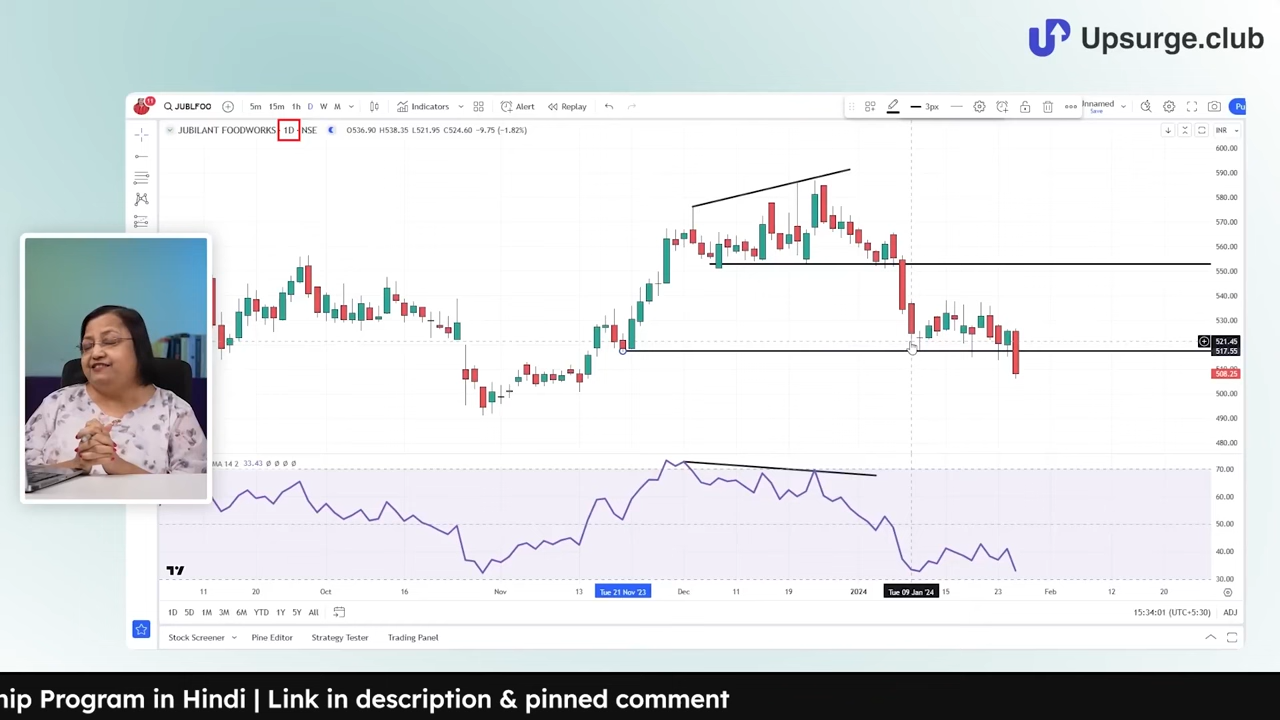 Upsurge.club
11
JUBLFOO
5m 15m 1h D W M
Indicators
Alert
Replay
3px
Unnamed
Save
Pu
JUBILANT FOODWORKS · 1D · NSE
O536.90 H538.35 L521.95 C524.60 -9.75 (-1.82%)
INR
600.00
590.00
580.00
570.00
560.00
550.00
540.00
530.00
521.45
517.55
508.25
500.00
490.00
480.00
MA 14 2 33.43 Ø Ø Ø Ø
70.00
60.00
50.00
40.00
30.00
11 20 Oct 16 Nov 13 Tue 21 Nov '23 Dec 11 19 2024 Tue 09 Jan '24 15 23 Feb 12 20
1D 5D 1M 3M 6M YTD 1Y 5Y All
15:34:01 (UTC+5:30) ADJ
Stock Screener Pine Editor Strategy Tester Trading Panel
hip Program in Hindi | Link in description & pinned comment